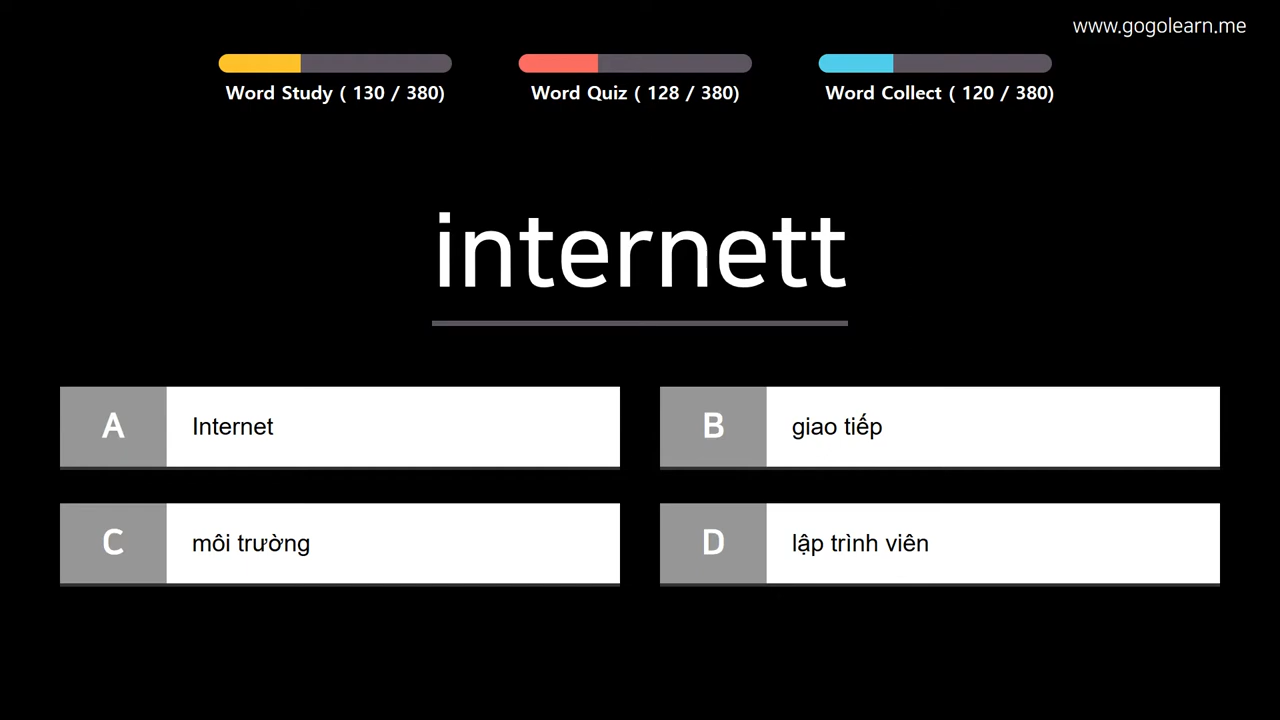 www.gogolearn.me
Word Study ( 130 / 380)
Word Quiz ( 128 / 380)
Word Collect ( 120 / 380)
internett
A Internet
B giao tiếp
C môi trường
D lập trình viên